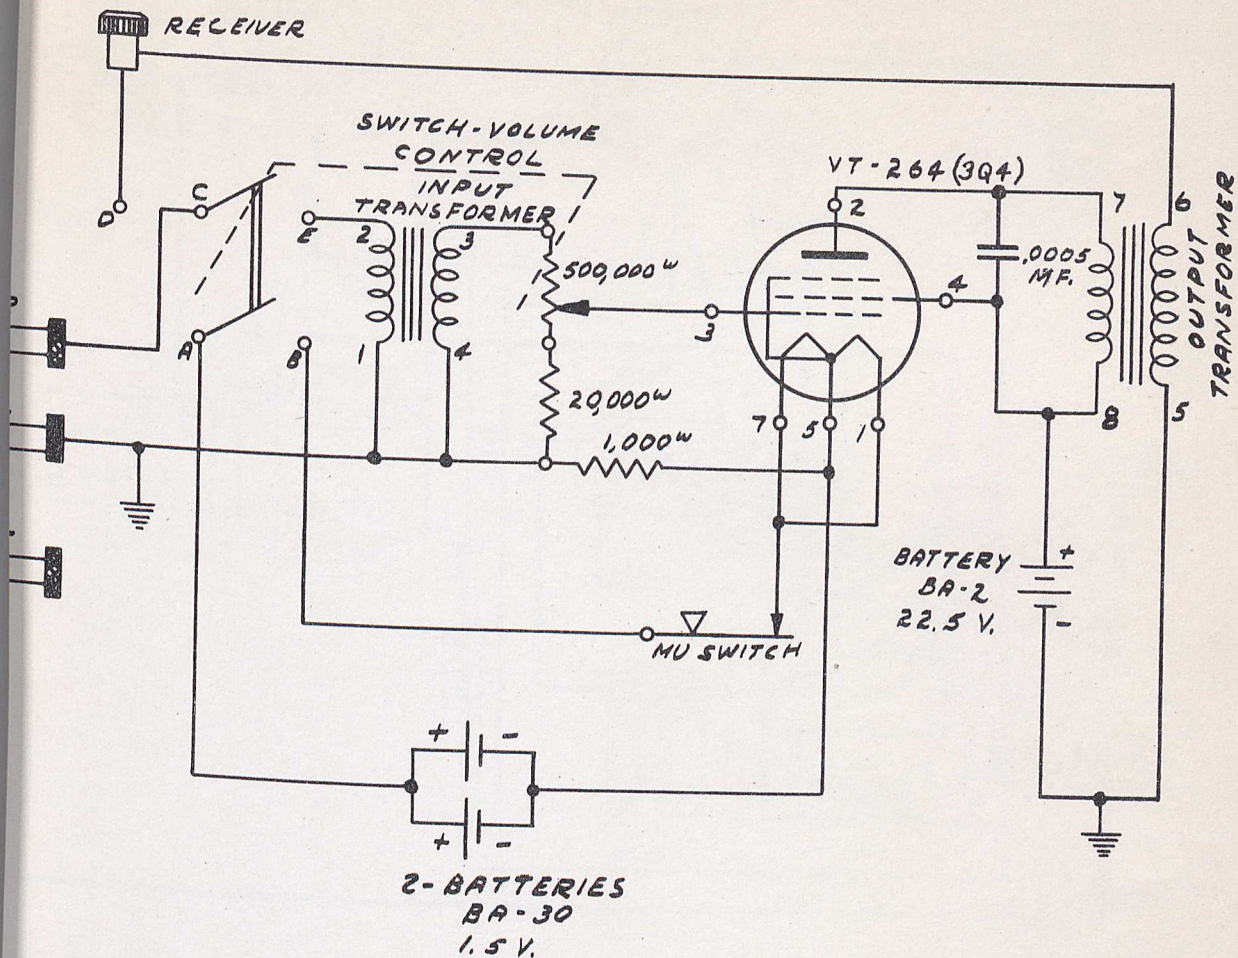 RECEIVER
SWITCH-VOLUME
CONTROL
INPUT
TRANSFORMER
C
D
E
2
3
1
4
A
B
500,000ω
20,000ω
1,000ω
VT-264 (3Q4)
2
3
4
7
5
1
.0005
MF.
7
8
6
5
OUTPUT
TRANSFORMER
BATTERY
BA-2
22.5 V.
+
-
MU SWITCH
+
-
+
-
2-BATTERIES
BA-30
1.5 V.